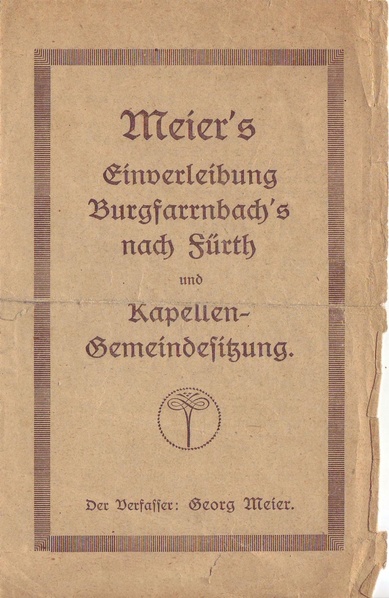 Meier's
Einverleibung
Burgfarrnbach's
nach Fürth
und
Kapellen-
Gemeindesitzung.
Der Verfasser: Georg Meier.